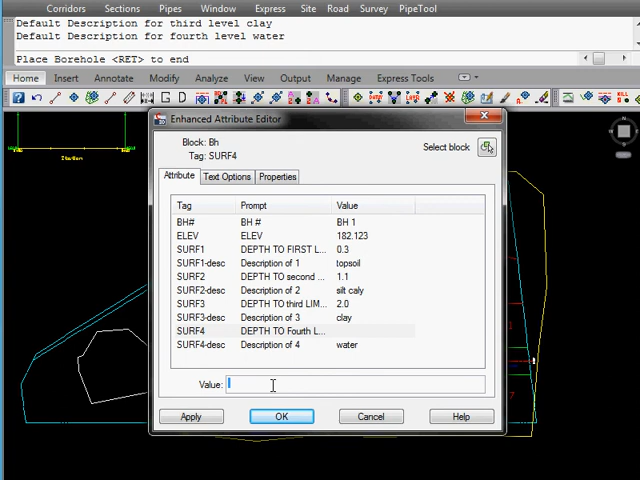 Corridors Sections Pipes Window Express Site Road Survey PipeTool
Default Description for third level clay
Default Description for fourth level water
Place Borehole <RET> to end
Home Insert Annotate Modify Analyze View Output Manage Express Tools
Enhanced Attribute Editor
Block: Bh
Tag: SURF4
Select block
Attribute Text Options Properties
Tag Prompt Value
BH# BH # BH 1
ELEV ELEV 182.123
SURF1 DEPTH TO FIRST L... 0.3
SURF1-desc Description of 1 topsoil
SURF2 DEPTH TO second ... 1.1
SURF2-desc Description of 2 silt caly
SURF3 DEPTH TO third LIM... 2.0
SURF3-desc Description of 3 clay
SURF4 DEPTH TO Fourth L...
SURF4-desc Description of 4 water
Value:
Apply OK Cancel Help
Station